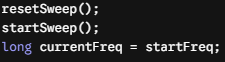 resetSweep();
startSweep();
long currentFreq = startFreq;